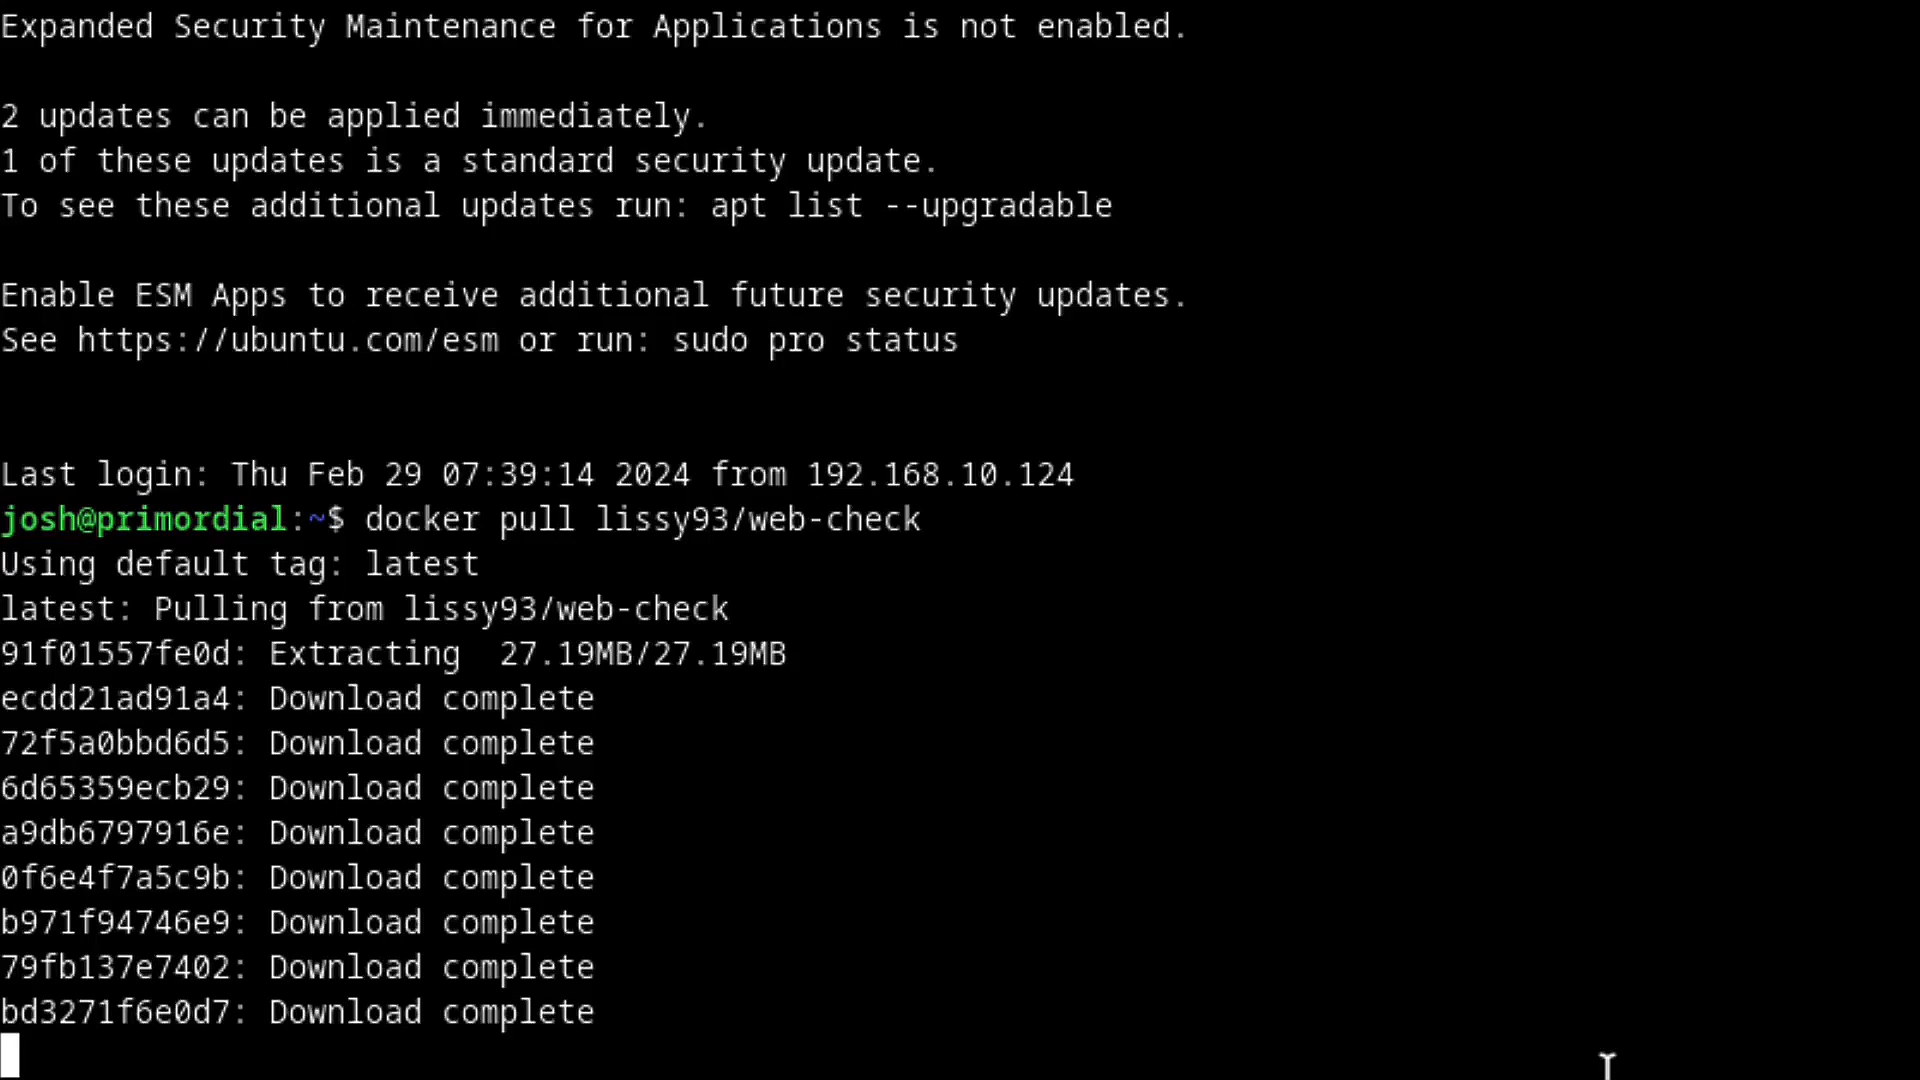 Expanded Security Maintenance for Applications is not enabled.
2 updates can be applied immediately.
1 of these updates is a standard security update.
To see these additional updates run: apt list --upgradable
Enable ESM Apps to receive additional future security updates.
See https://ubuntu.com/esm or run: sudo pro status
Last login: Thu Feb 29 07:39:14 2024 from 192.168.10.124
josh@primordial:~$ docker pull lissy93/web-check
Using default tag: latest
latest: Pulling from lissy93/web-check
91f01557fe0d: Extracting  27.19MB/27.19MB
ecdd21ad91a4: Download complete
72f5a0bbd6d5: Download complete
6d65359ecb29: Download complete
a9db6797916e: Download complete
0f6e4f7a5c9b: Download complete
b971f94746e9: Download complete
79fb137e7402: Download complete
bd3271f6e0d7: Download complete